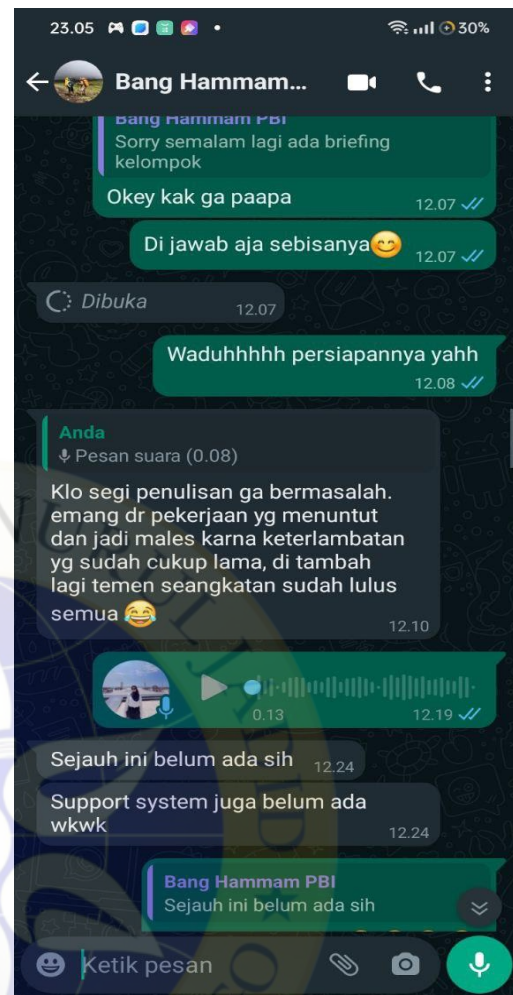 23.05
30%
Bang Hammam...
Bang Hammam PBI
Sorry semalam lagi ada briefing
kelompok
Okey kak ga paapa
12.07
Di jawab aja sebisanya
12.07
Dibuka
12.07
Waduhhhhh persiapannya yahh
12.08
Anda
Pesan suara (0.08)
Klo segi penulisan ga bermasalah.
emang dr pekerjaan yg menuntut
dan jadi males karna keterlambatan
yg sudah cukup lama, di tambah
lagi temen seangkatan sudah lulus
semua
12.10
0.13
12.19
Sejauh ini belum ada sih
12.24
Support system juga belum ada
wkwk
12.24
Bang Hammam PBI
Sejauh ini belum ada sih
Ketik pesan